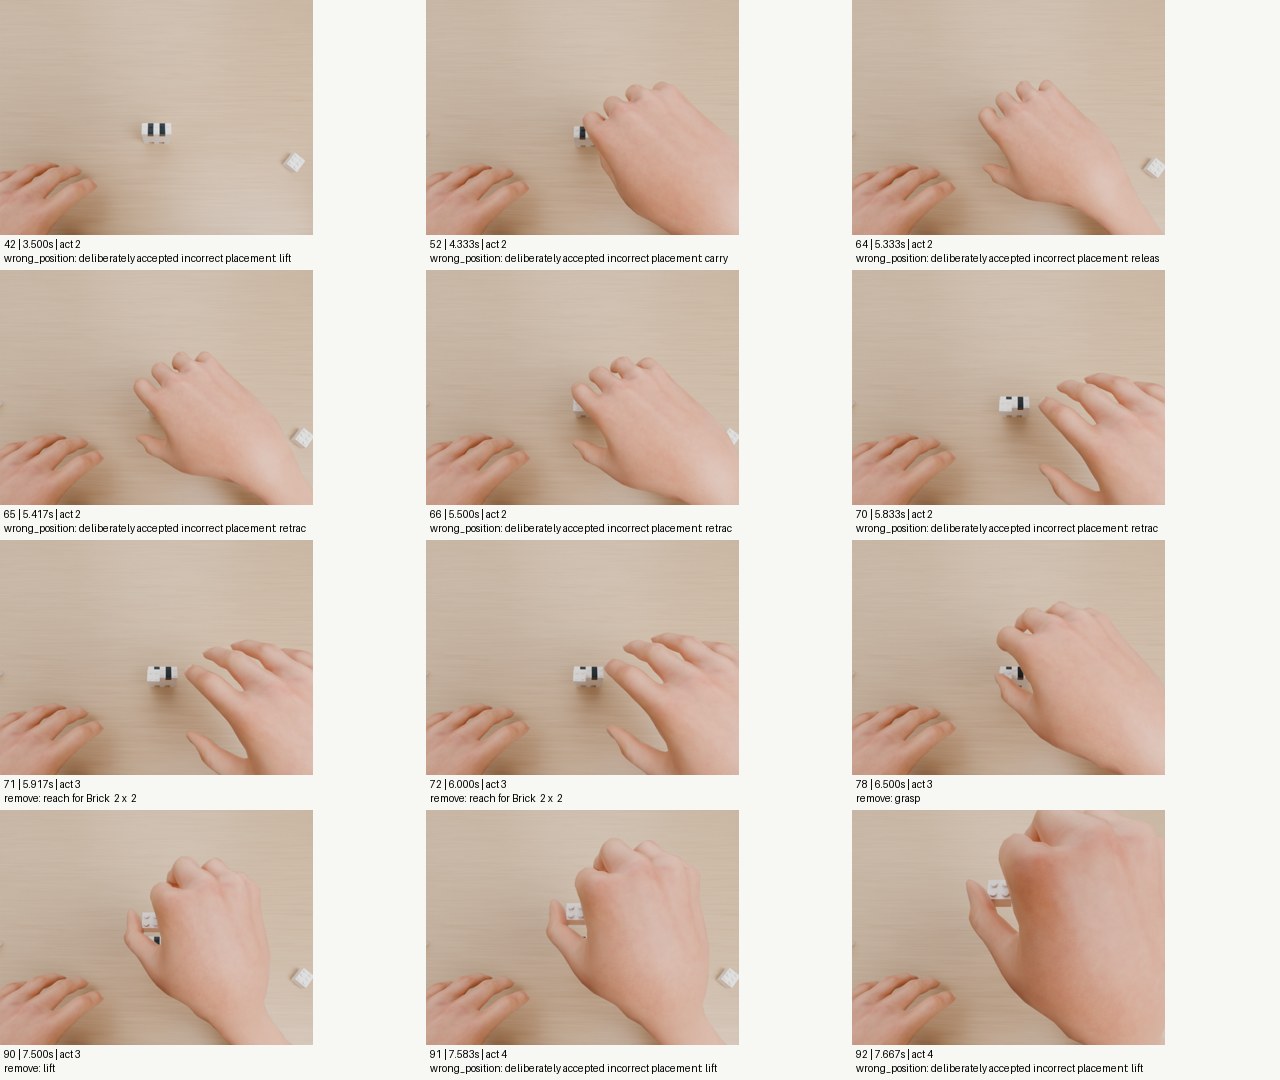 42 | 3.500s | act 2
wrong_position: deliberately accepted incorrect placement: lift
52 | 4.333s | act 2
wrong_position: deliberately accepted incorrect placement: carry
64 | 5.333s | act 2
wrong_position: deliberately accepted incorrect placement: releas
65 | 5.417s | act 2
wrong_position: deliberately accepted incorrect placement: retrac
66 | 5.500s | act 2
wrong_position: deliberately accepted incorrect placement: retrac
70 | 5.833s | act 2
wrong_position: deliberately accepted incorrect placement: retrac
71 | 5.917s | act 3
remove: reach for Brick 2 x 2
72 | 6.000s | act 3
remove: reach for Brick 2 x 2
78 | 6.500s | act 3
remove: grasp
90 | 7.500s | act 3
remove: lift
91 | 7.583s | act 4
wrong_position: deliberately accepted incorrect placement: lift
92 | 7.667s | act 4
wrong_position: deliberately accepted incorrect placement: lift